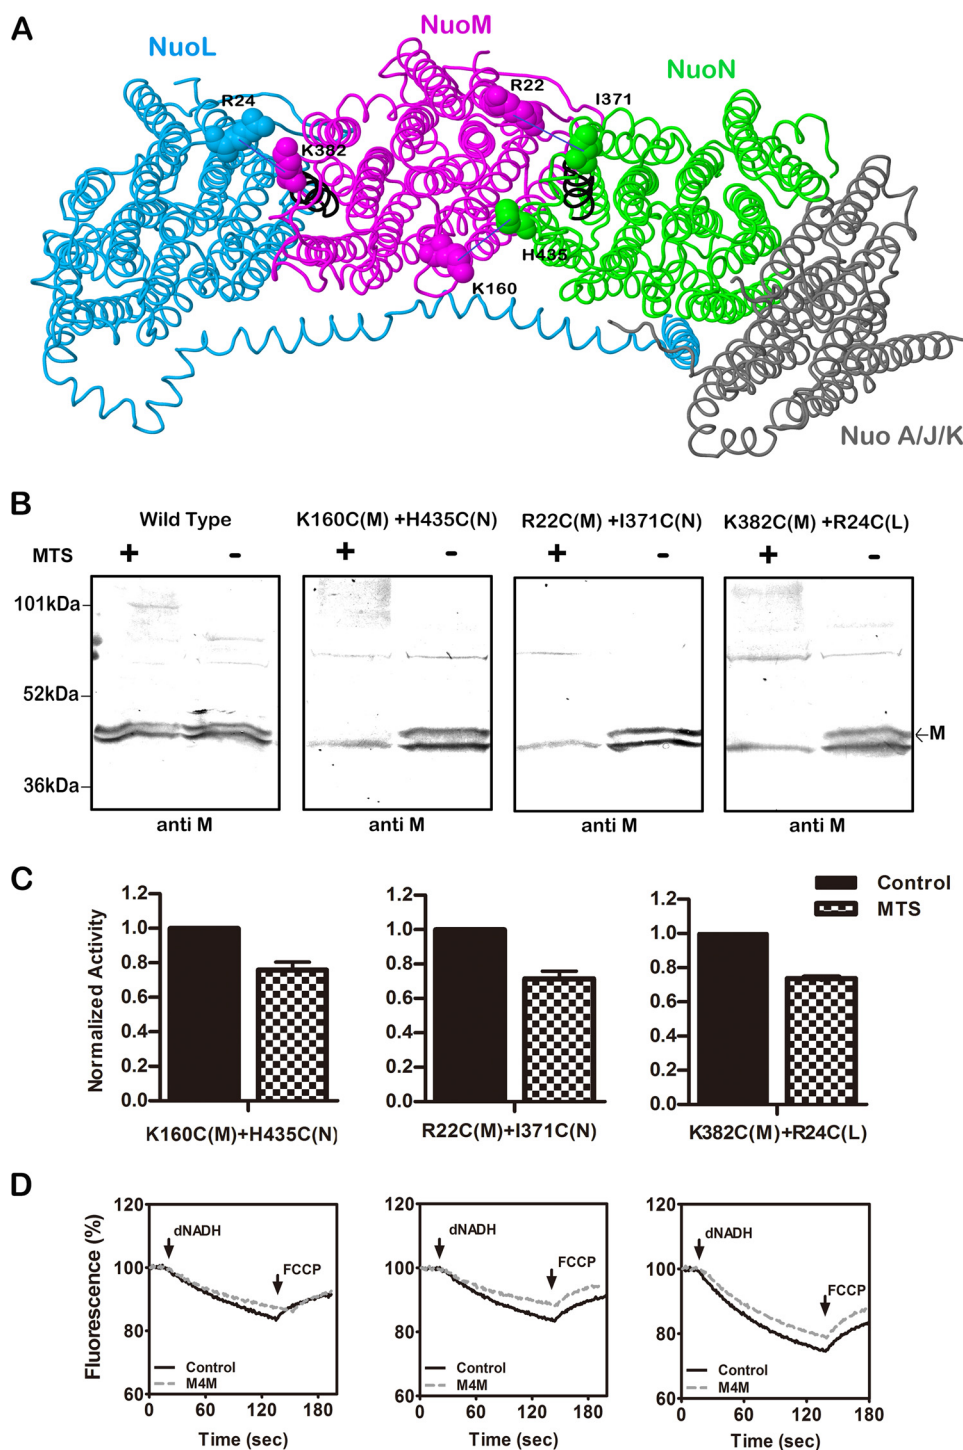 A
NuoL
NuoM
NuoN
R24
K382
R22
I371
H435
K160
Nuo A/J/K
B
Wild Type
K160C(M) +H435C(N)
R22C(M)+I371C(N)
K382C(M) +R24C(L)
MTS + - + - + - + -
101kDa
52kDa
36kDa
←M
anti M anti M anti M anti M
C
Control
MTS
Normalized Activity
1.2 1.0 0.8 0.6 0.4 0.2 0.0
1.2 1.0 0.8 0.6 0.4 0.2 0.0
1.2 1.0 0.8 0.6 0.4 0.2 0.0
K160C(M)+H435C(N)
R22C(M)+I371C(N)
K382C(M)+R24C(L)
D
Fluorescence (%)
120 100 80 60
dNADH
FCCP
Control
M4M
0 60 120 180
Time (sec)
120 100 80 60
dNADH
FCCP
Control
M4M
0 60 120 180
Time (sec)
120 100 80 60
dNADH
FCCP
Control
M4M
0 60 120 180
Time (sec)